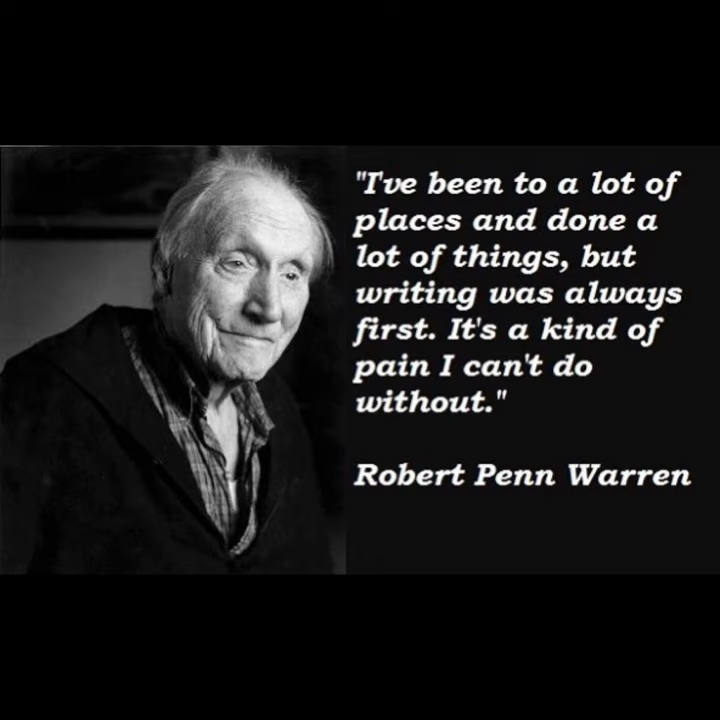 "I've been to a lot of
places and done a
lot of things, but
writing was always
first. It's a kind of
pain I can't do
without."
Robert Penn Warren